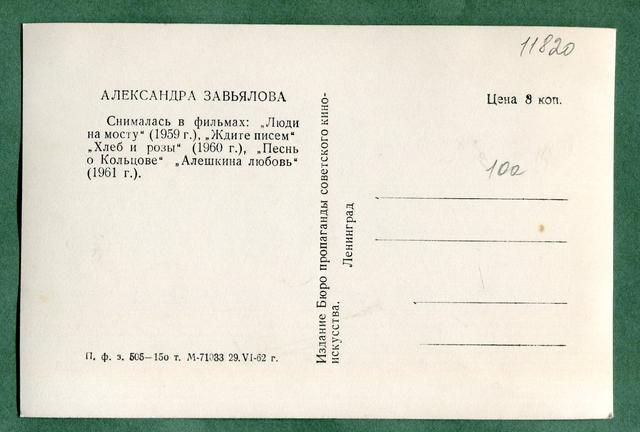 11820
АЛЕКСАНДРА ЗАВЬЯЛОВА
Снималась в фильмах: „Люди
на мосту“ (1959 г.), „Ждите писем“
„Хлеб и розы“ (1960 г.), „Песнь
о Кольцове“ „Алешкина любовь“
(1961 г.).
П. ф. з. 505—15о т. М-71033 29.VI-62 г.
Издание Бюро пропаганды советского кино-
искусства.
Ленинград
Цена 8 коп.
10а